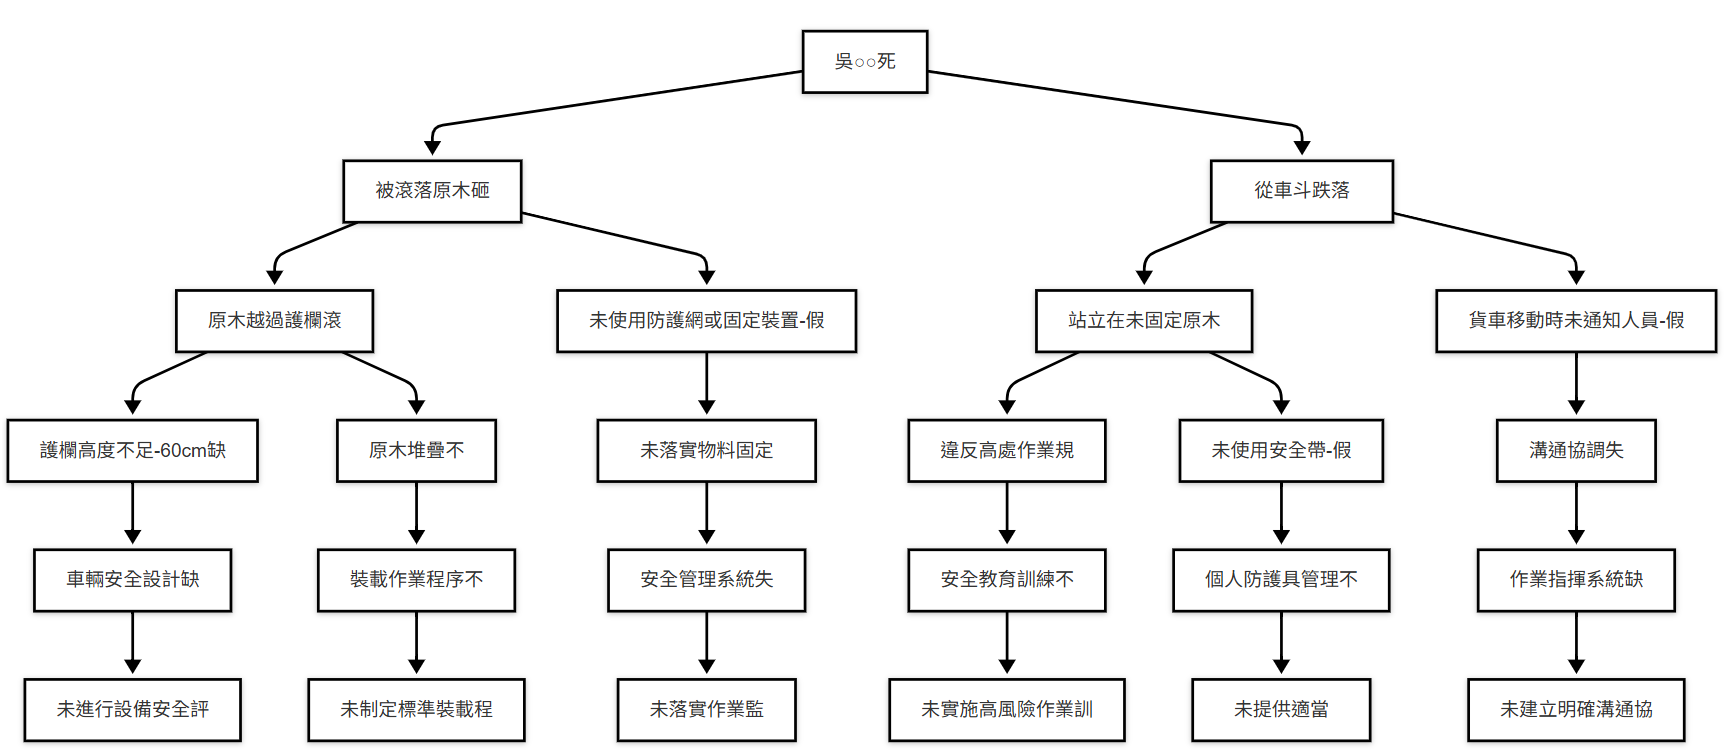 吳○○死
被滾落原木砸
從車斗跌落
原木越過護欄滾
未使用防護網或固定裝置-假
站立在未固定原木
貨車移動時未通知人員-假
護欄高度不足-60cm缺
原木堆疊不
未落實物料固定
違反高處作業規
未使用安全帶-假
溝通協調失
車輛安全設計缺
裝載作業程序不
安全管理系統失
安全教育訓練不
個人防護具管理不
作業指揮系統缺
未進行設備安全評
未制定標準裝載程
未落實作業監
未實施高風險作業訓
未提供適當
未建立明確溝通協